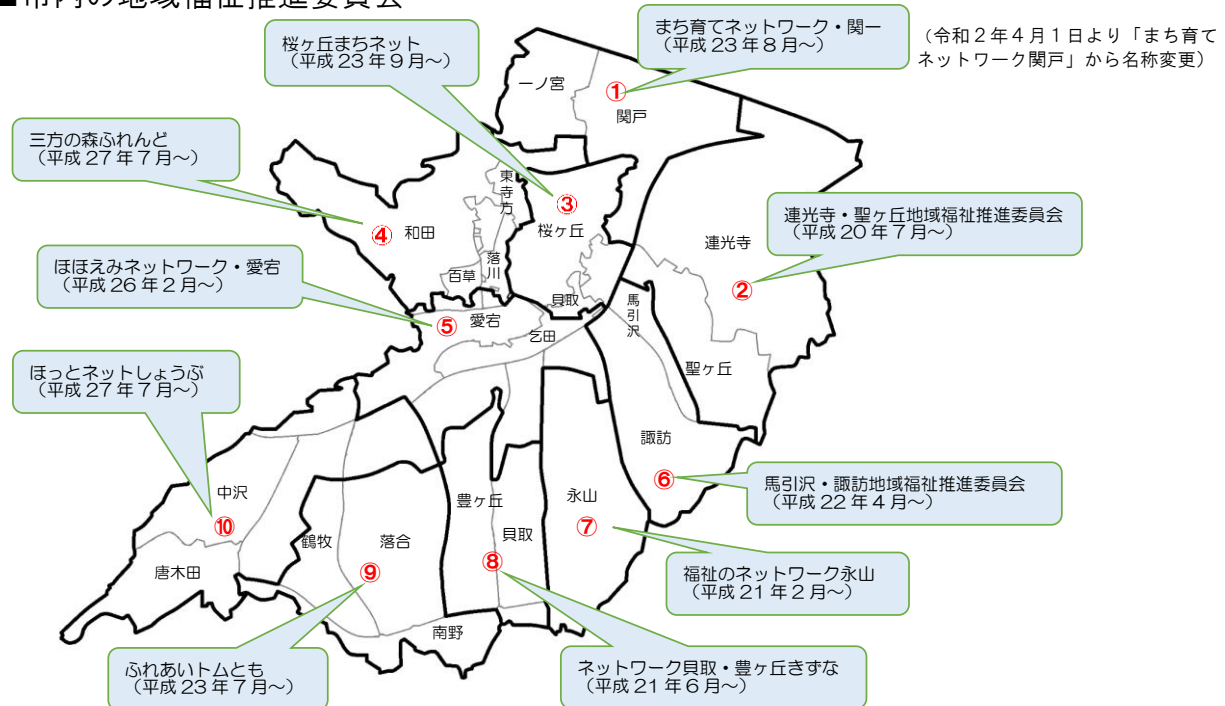 ■市内の地域福祉推進委員会
まち育てネットワーク・関一
（平成23年8月～）
（令和２年４月１日より「まち育て
ネットワーク関戸」から名称変更）
桜ヶ丘まちネット
（平成23年9月～）
一ノ宮
①
関戸
三方の森ふれんど
（平成27年7月～）
東寺方
③
桜ヶ丘
④
和田
連光寺・聖ヶ丘地域福祉推進委員会
（平成20年7月～）
連光寺
②
ほほえみネットワーク・愛宕
（平成26年2月～）
百草
落川
貝取
馬引沢
⑤
愛宕
乞田
聖ヶ丘
ほっとネットしょうぶ
（平成27年7月～）
諏訪
⑥
馬引沢・諏訪地域福祉推進委員会
（平成22年4月～）
中沢
⑩
豊ヶ丘
永山
⑦
鶴牧
落合
貝取
⑧
⑨
唐木田
福祉のネットワーク永山
（平成21年2月～）
南野
ふれあいトムとも
（平成23年7月～）
ネットワーク貝取・豊ヶ丘きずな
（平成21年6月～）